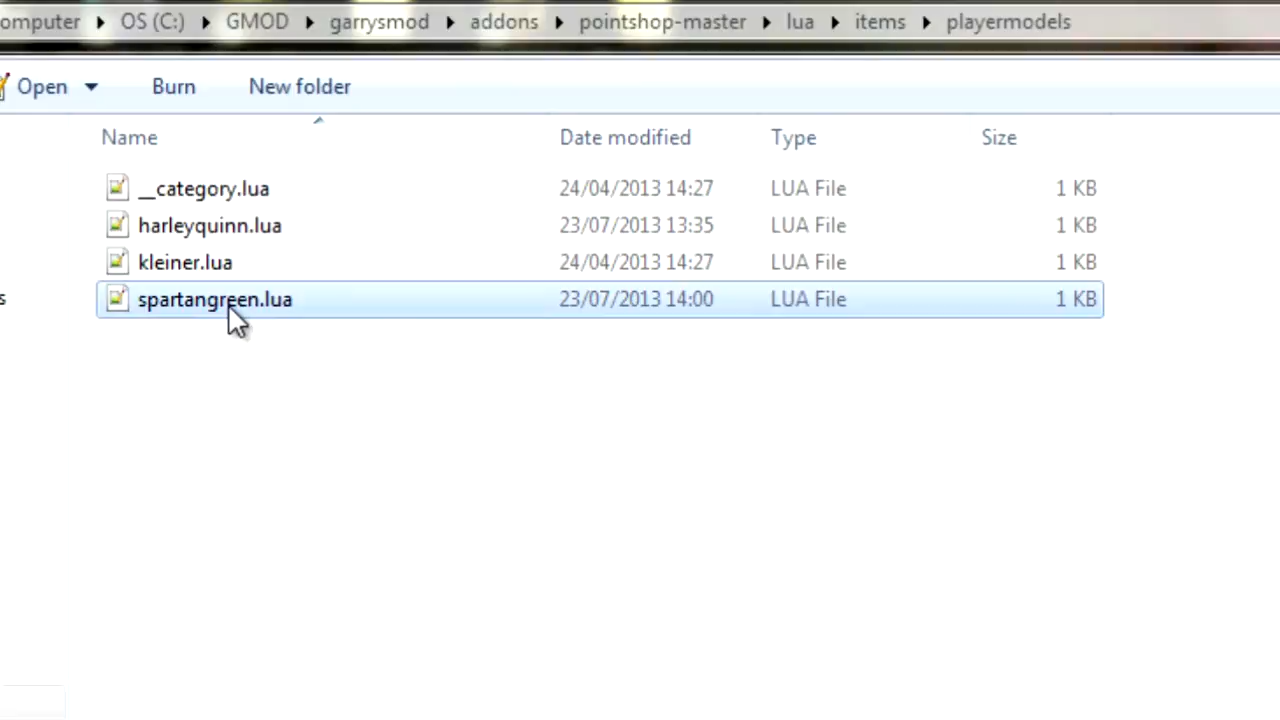 omputer OS (C:) GMOD garrysmod addons pointshop-master lua items playermodels
Open Burn New folder
Name Date modified Type Size
__category.lua 24/04/2013 14:27 LUA File 1 KB
harleyquinn.lua 23/07/2013 13:35 LUA File 1 KB
kleiner.lua 24/04/2013 14:27 LUA File 1 KB
s spartangreen.lua 23/07/2013 14:00 LUA File 1 KB